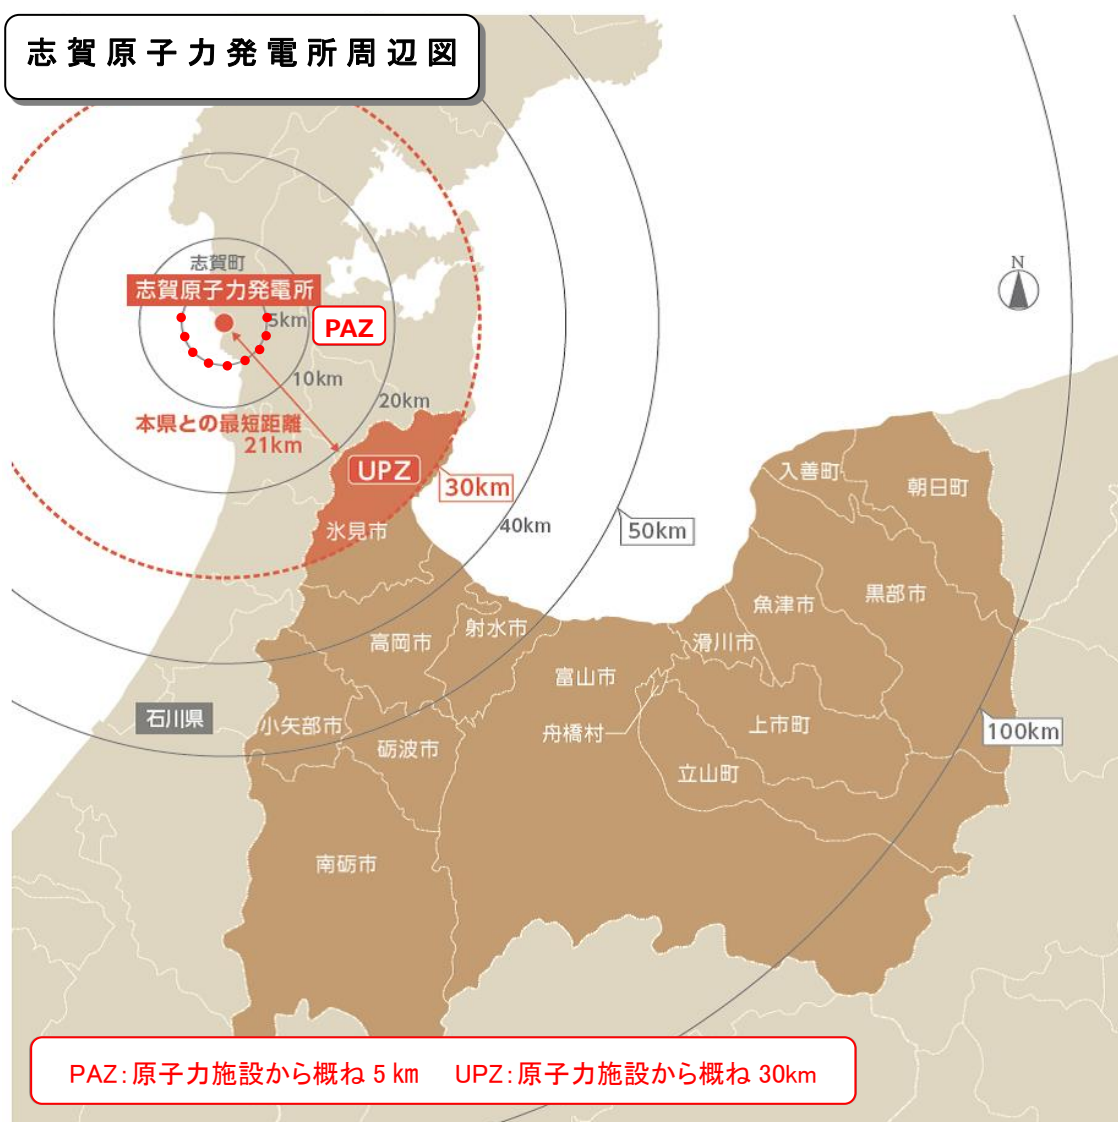 志賀原子力発電所周辺図
N
志賀町
志賀原子力発電所
5km
PAZ
10km
20km
本県との最短距離
21km
UPZ
30km
入善町
朝日町
氷見市
40km
50km
魚津市
黒部市
高岡市
射水市
滑川市
富山市
石川県
小矢部市
砺波市
舟橋村
上市町
100km
立山町
南砺市
PAZ:原子力施設から概ね 5 ㎞ UPZ:原子力施設から概ね 30km